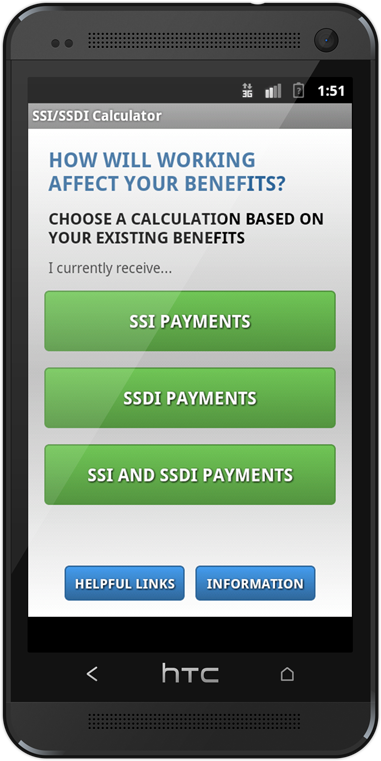 3G
1:51
SSI/SSDI Calculator
HOW WILL WORKING
AFFECT YOUR BENEFITS?
CHOOSE A CALCULATION BASED ON
YOUR EXISTING BENEFITS
I currently receive...
SSI PAYMENTS
SSDI PAYMENTS
SSI AND SSDI PAYMENTS
HELPFUL LINKS
INFORMATION
hTC